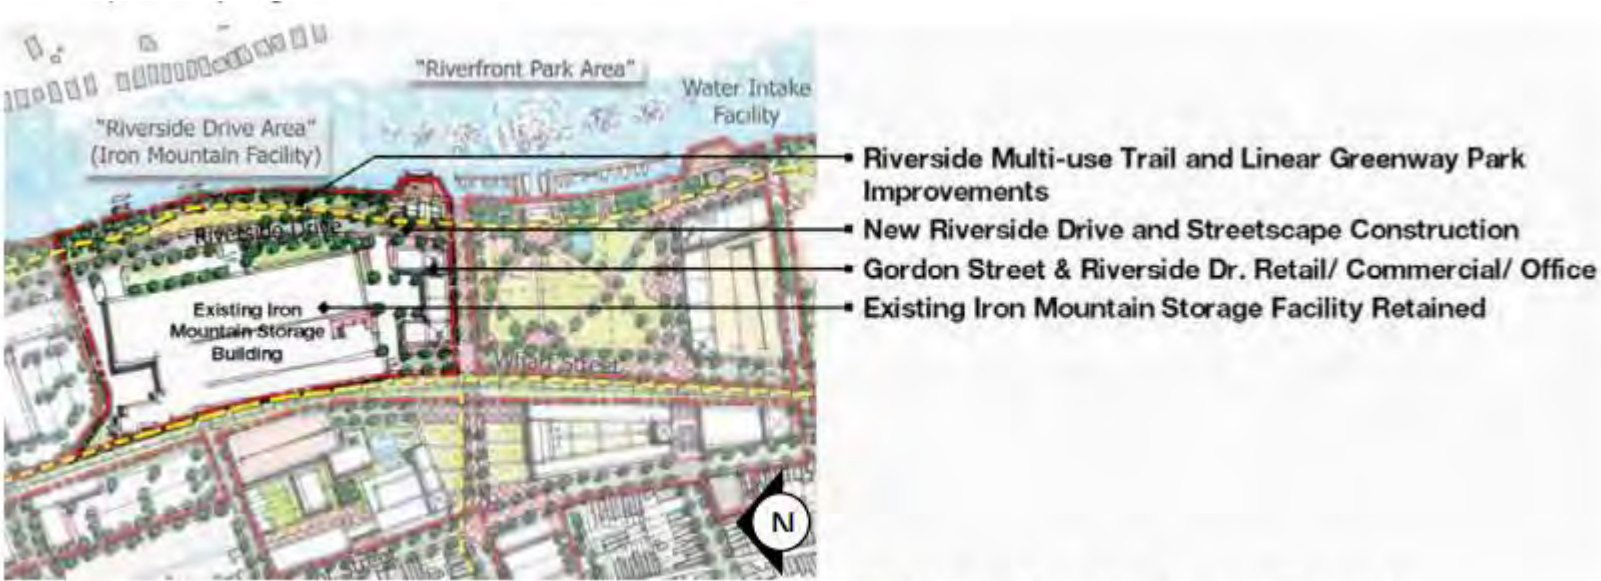 "Riverfront Park Area"
Water Intake
Facility
"Riverside Drive Area"
(Iron Mountain Facility)
Riverside Drive
Existing Iron
Mountain Storage
Building
Wharf Street
N
Riverside Multi-use Trail and Linear Greenway Park
Improvements
New Riverside Drive and Streetscape Construction
Gordon Street & Riverside Dr. Retail/ Commercial/ Office
Existing Iron Mountain Storage Facility Retained